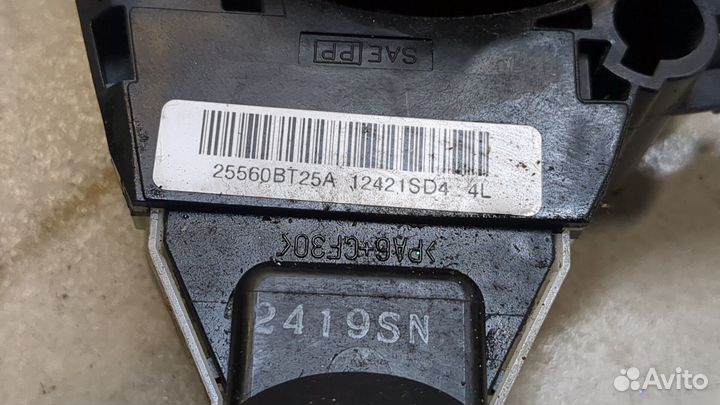 SAE PP
25560BT25A 12421SD4 4L
>PA6+GF30<
2419SN
Avito